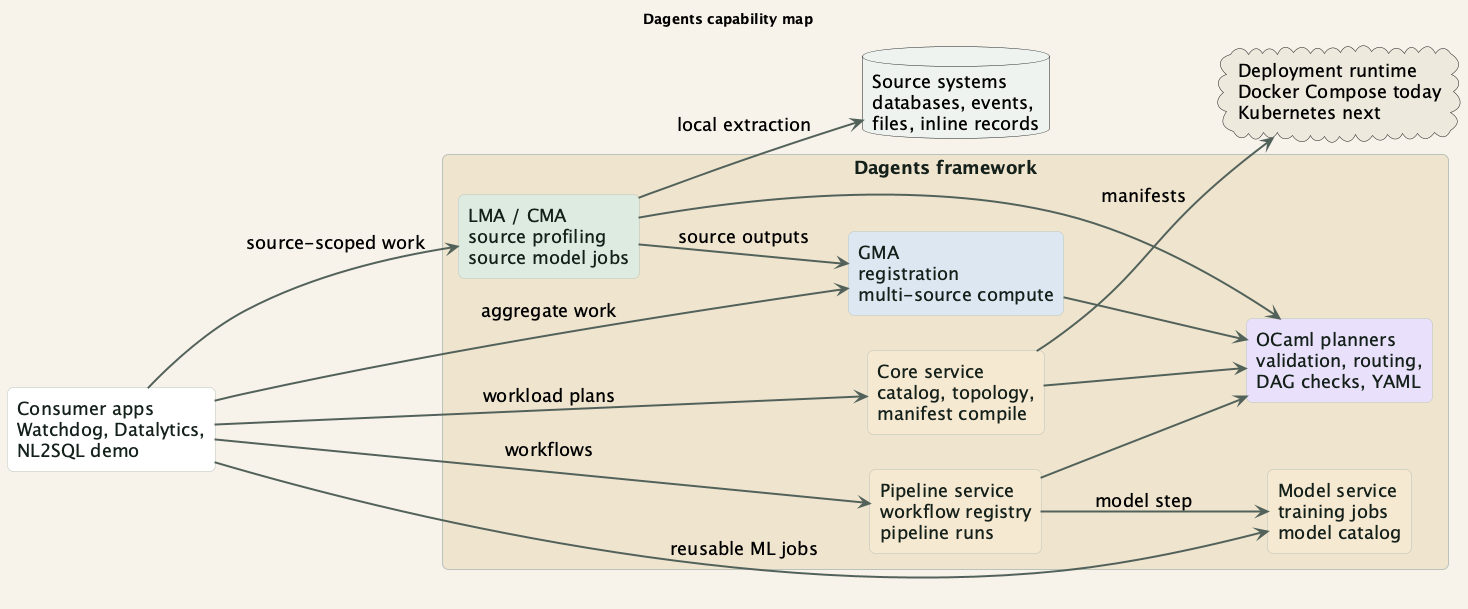 Dagents capability map
Source systems
databases, events,
files, inline records
Deployment runtime
Docker Compose today
Kubernetes next
local extraction
Dagents framework
manifests
LMA / CMA
source profiling
source model jobs
source-scoped work
source outputs
GMA
registration
multi-source compute
aggregate work
OCaml planners
validation, routing,
DAG checks, YAML
Core service
catalog, topology,
manifest compile
workload plans
Consumer apps
Watchdog, Datalytics,
NL2SQL demo
workflows
Pipeline service
workflow registry
pipeline runs
model step
Model service
training jobs
model catalog
reusable ML jobs